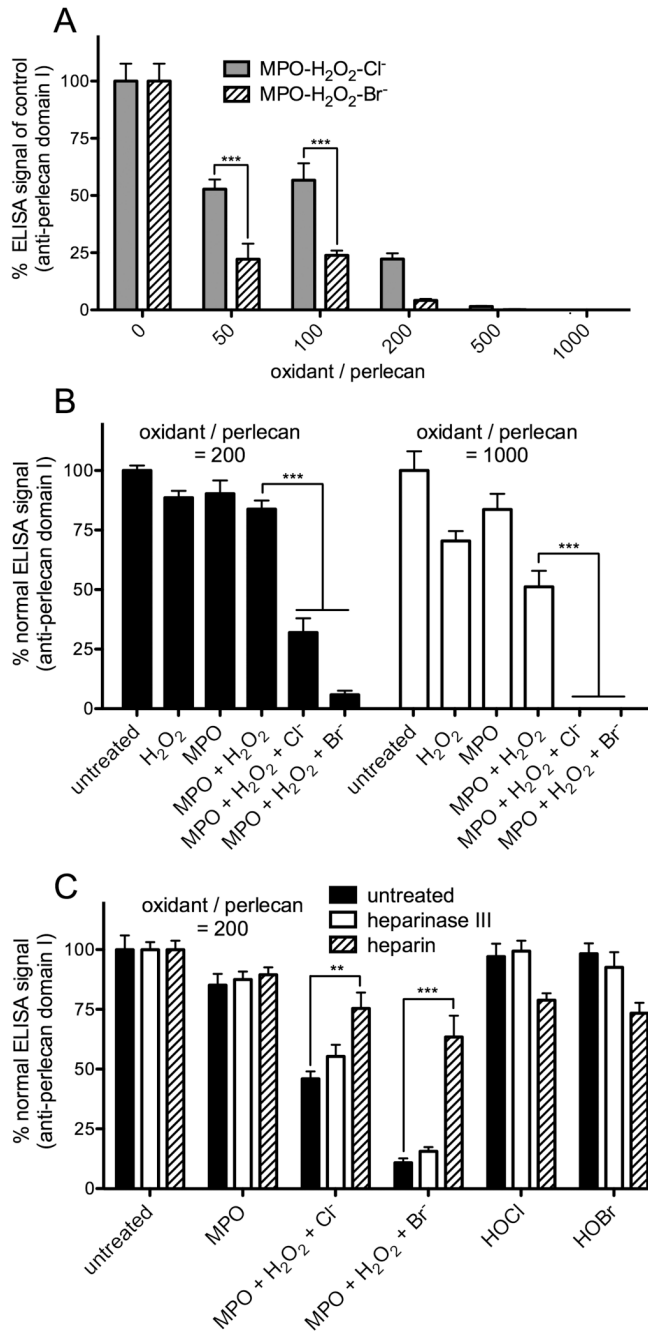 A
MPO-H₂O₂-Cl⁻
MPO-H₂O₂-Br⁻
% ELISA signal of control
(anti-perlecan domain I)
100
75
50
25
0
***
***
0
50
100
200
500
1000
oxidant / perlecan
B
oxidant / perlecan
= 200
oxidant / perlecan
= 1000
% normal ELISA signal
(anti-perlecan domain I)
100
75
50
25
0
***
***
untreated
H₂O₂
MPO
MPO + H₂O₂
MPO + H₂O₂ + Cl⁻
MPO + H₂O₂ + Br⁻
untreated
H₂O₂
MPO
MPO + H₂O₂
MPO + H₂O₂ + Cl⁻
MPO + H₂O₂ + Br⁻
C
oxidant / perlecan
= 200
untreated
heparinase III
heparin
% normal ELISA signal
(anti-perlecan domain I)
100
75
50
25
0
**
***
untreated
MPO
MPO + H₂O₂ + Cl⁻
MPO + H₂O₂ + Br⁻
HOCl
HOBr